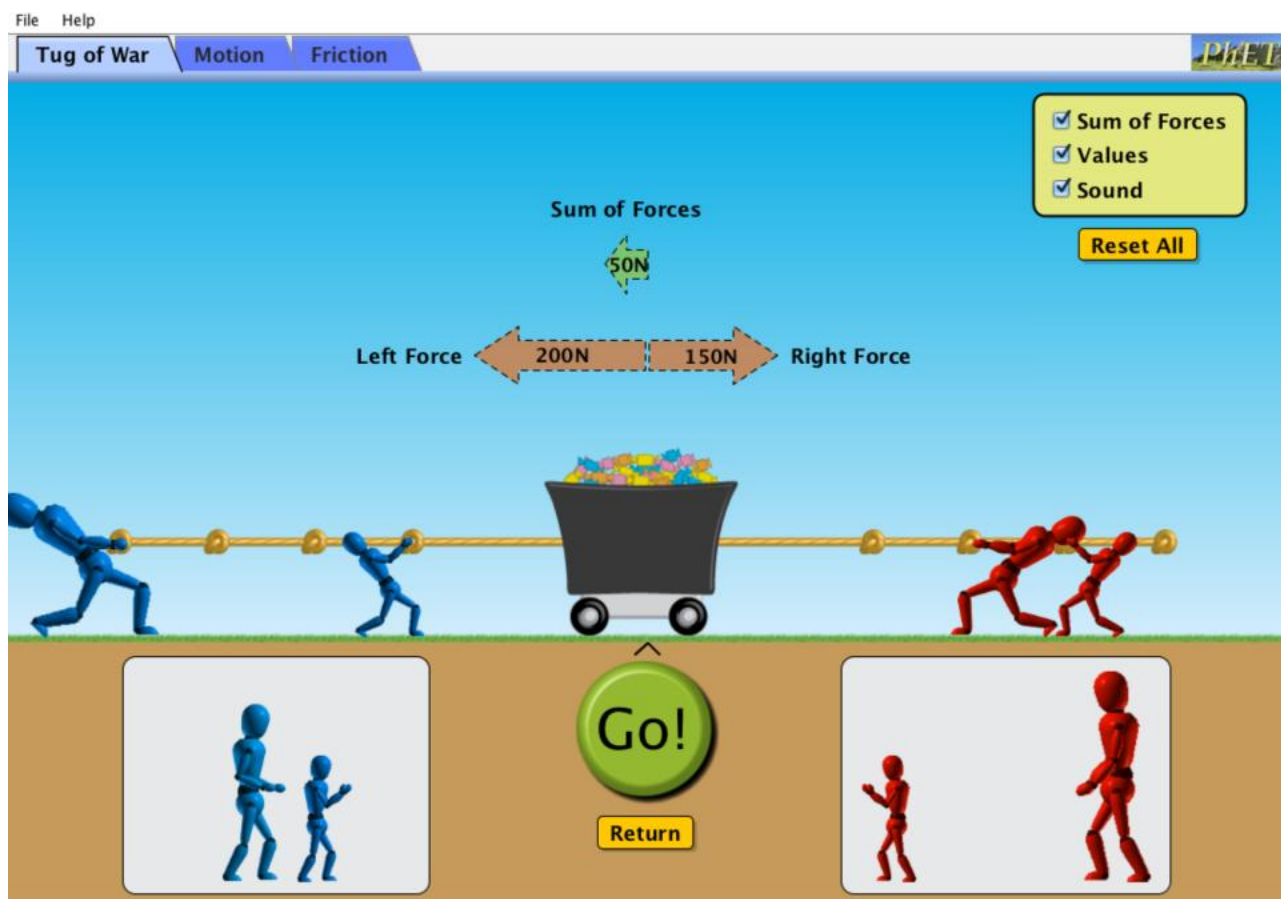 File Help
Tug of War Motion Friction PhET
Sum of Forces
Values
Sound
Reset All
Sum of Forces
50N
Left Force 200N 150N Right Force
Go!
Return